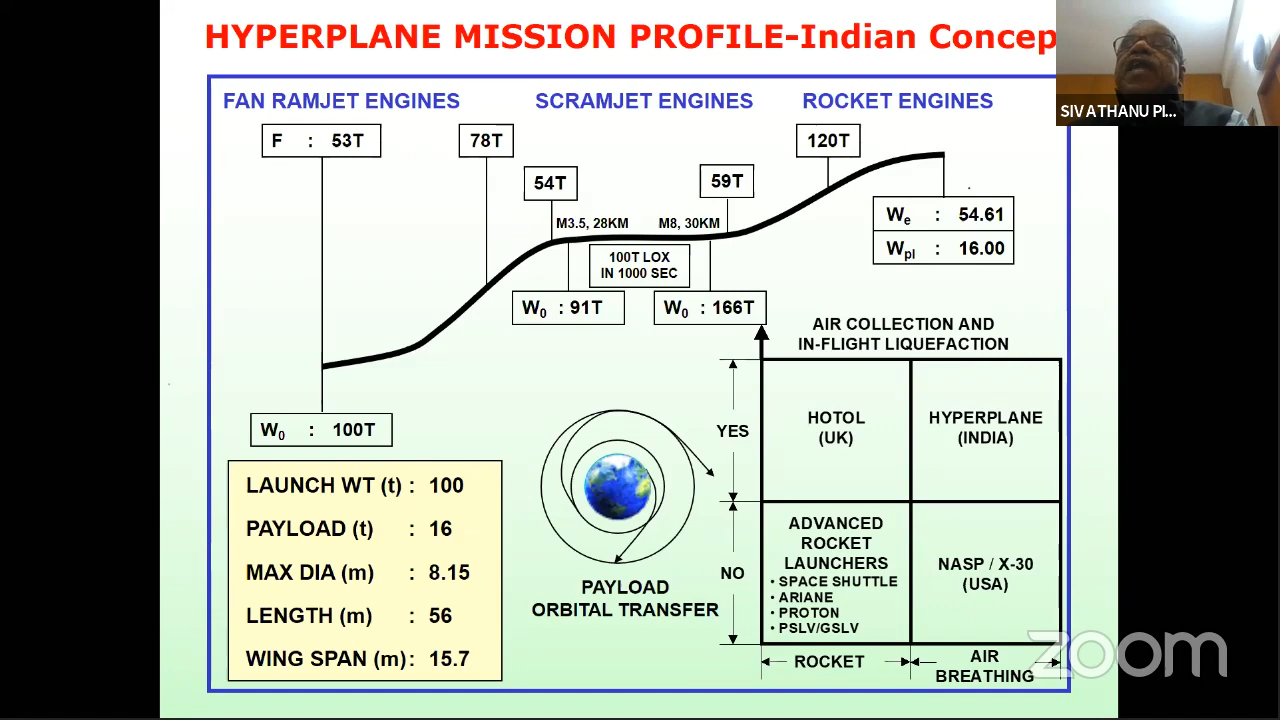 HYPERPLANE MISSION PROFILE-Indian Concep
SIVATHANU PI...
FAN RAMJET ENGINES
SCRAMJET ENGINES
ROCKET ENGINES
F : 53T
78T
120T
54T
59T
M3.5, 28KM
M8, 30KM
We : 54.61
Wpl : 16.00
100T LOX
IN 1000 SEC
W0 : 91T
W0 : 166T
W0 : 100T
AIR COLLECTION AND
IN-FLIGHT LIQUEFACTION
YES
HOTOL
(UK)
HYPERPLANE
(INDIA)
NO
ADVANCED
ROCKET
LAUNCHERS
• SPACE SHUTTLE
• ARIANE
• PROTON
• PSLV/GSLV
NASP / X-30
(USA)
ROCKET
AIR
BREATHING
PAYLOAD
ORBITAL TRANSFER
LAUNCH WT (t) : 100
PAYLOAD (t) : 16
MAX DIA (m) : 8.15
LENGTH (m) : 56
WING SPAN (m): 15.7
zoom